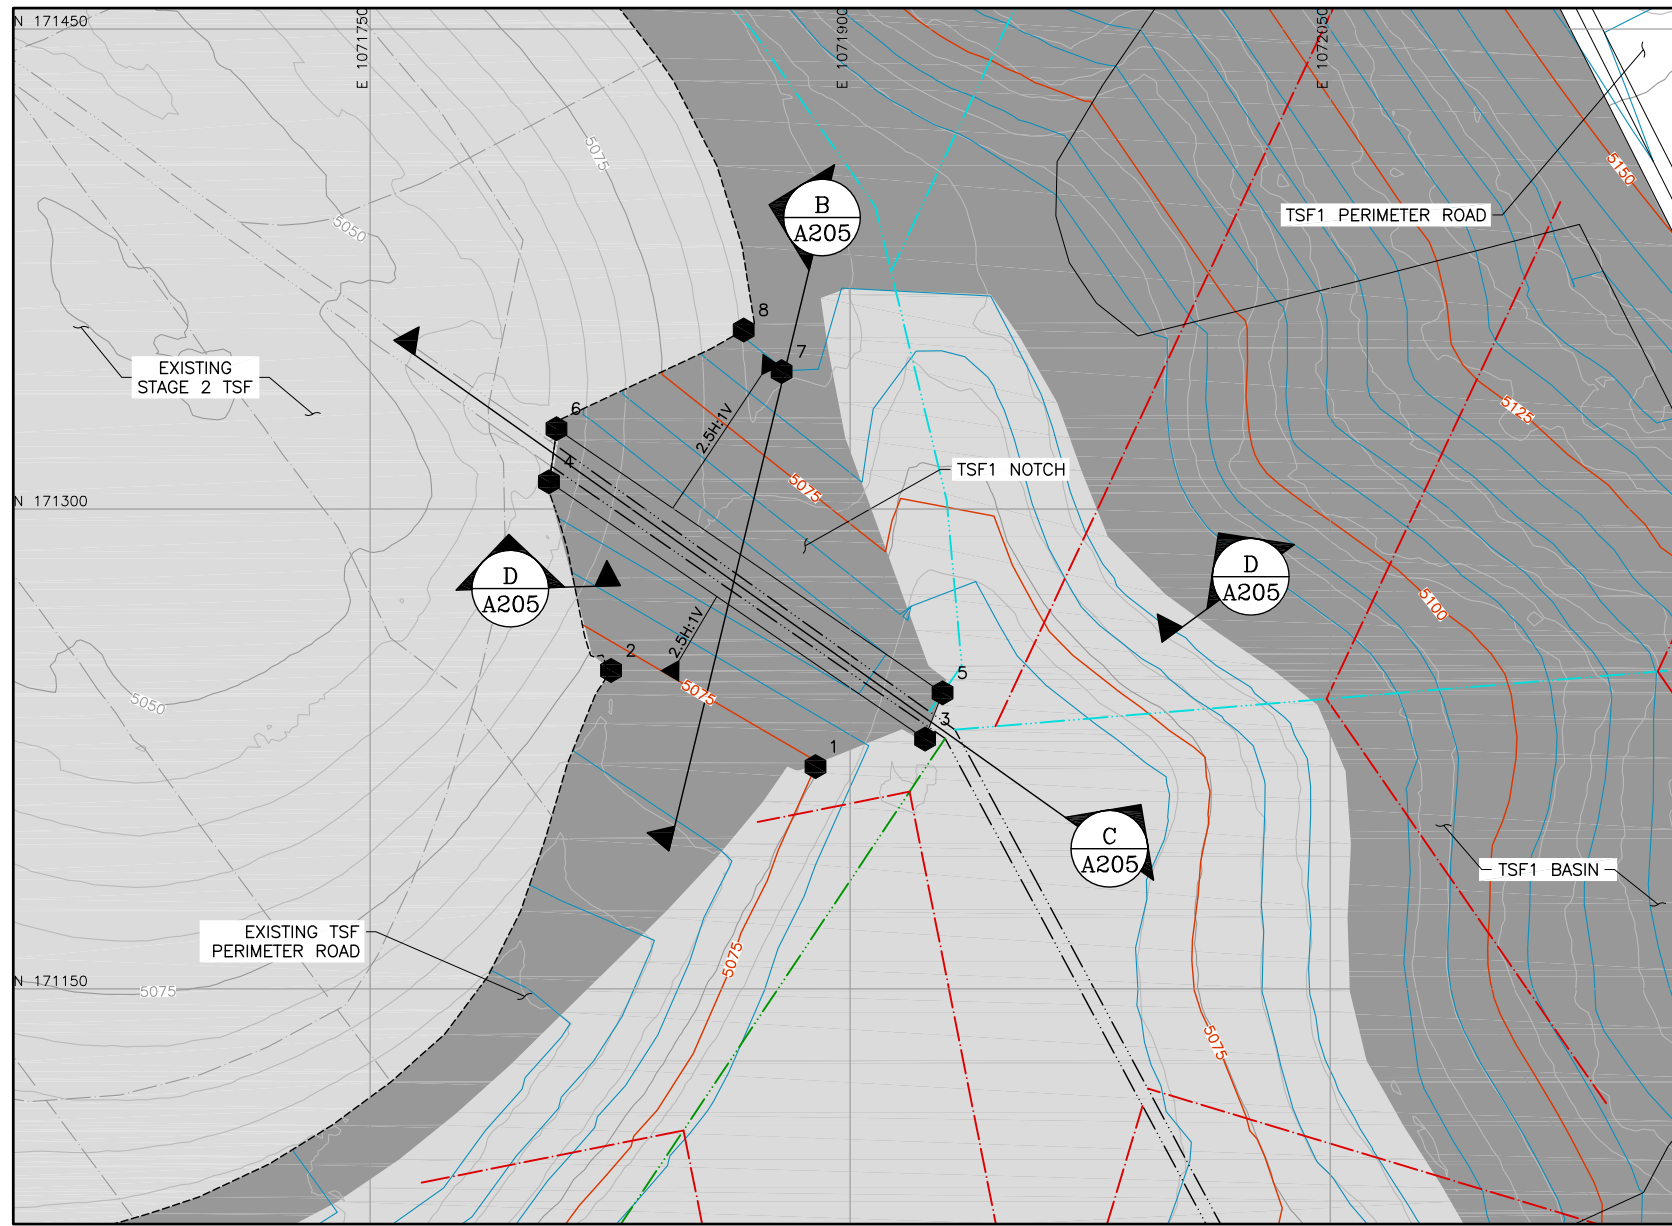 N 171450
E 1071750
E 1071900
E 1072050
5075
5150
B
A205
TSF1 PERIMETER ROAD
5050
8
7
EXISTING
STAGE 2 TSF
6
2.5H:1V
5125
4
TSF1 NOTCH
5075
N 171300
D
A205
D
A205
5100
2.5H:1V
2
5075
5
5050
3
1
C
A205
TSF1 BASIN
EXISTING TSF
PERIMETER ROAD
5075
N 171150
5075
5075